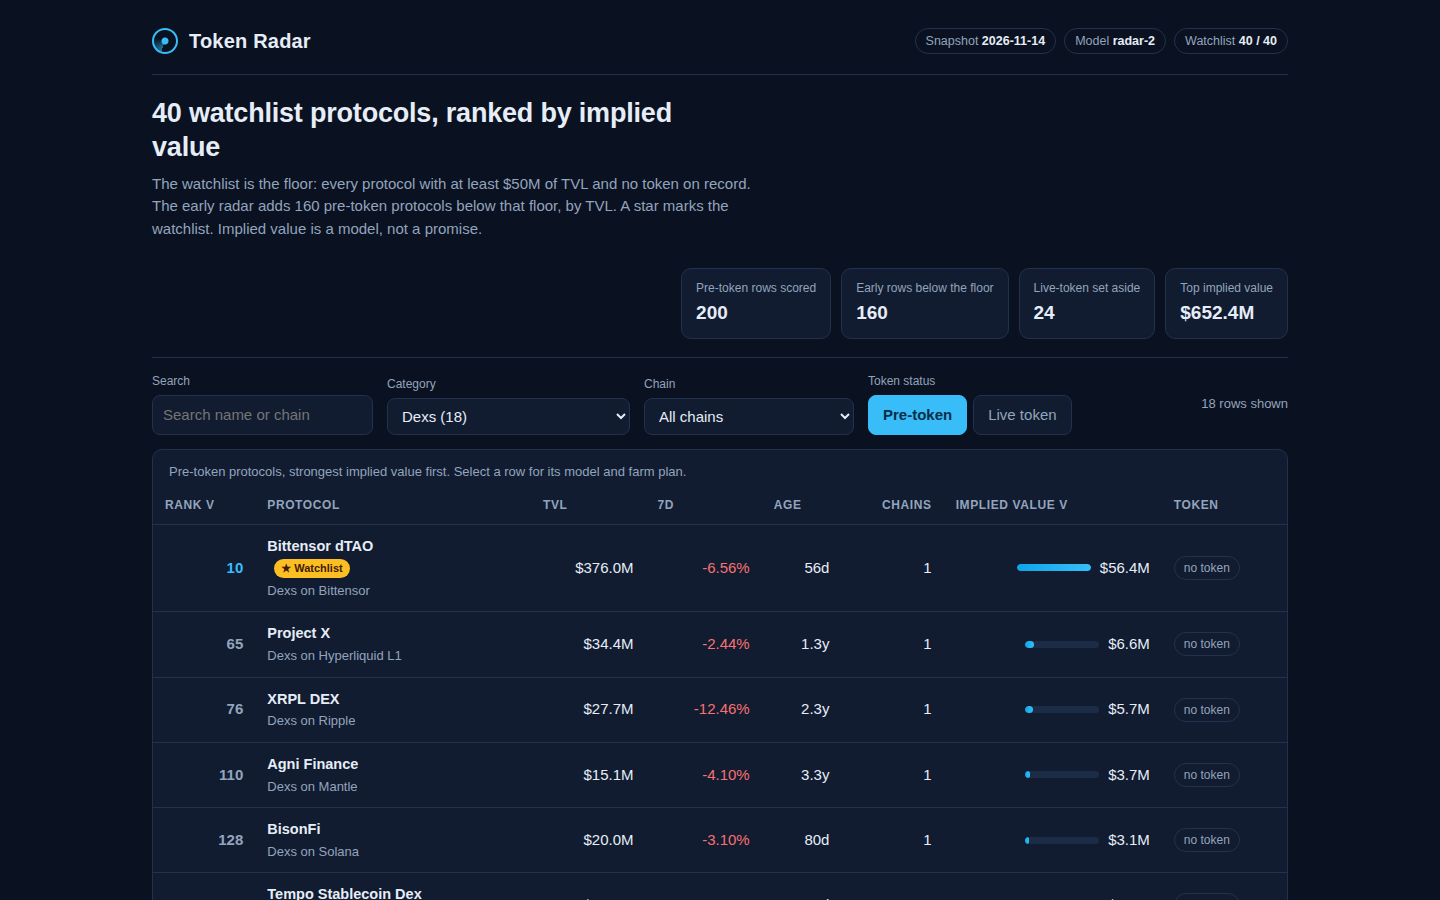 Token Radar
Snapshot 2026-11-14
Model radar-2
Watchlist 40 / 40
40 watchlist protocols, ranked by implied
value
The watchlist is the floor: every protocol with at least $50M of TVL and no token on record.
The early radar adds 160 pre-token protocols below that floor, by TVL. A star marks the
watchlist. Implied value is a model, not a promise.
Pre-token rows scored
200
Early rows below the floor
160
Live-token set aside
24
Top implied value
$652.4M
Search
Search name or chain
Category
Dexs (18)
Chain
All chains
Token status
Pre-token
Live token
18 rows shown
Pre-token protocols, strongest implied value first. Select a row for its model and farm plan.
RANK V PROTOCOL TVL 7D AGE CHAINS IMPLIED VALUE V TOKEN
10 Bittensor dTAO $376.0M -6.56% 56d 1 $56.4M no token
★ Watchlist
Dexs on Bittensor
65 Project X $34.4M -2.44% 1.3y 1 $6.6M no token
Dexs on Hyperliquid L1
76 XRPL DEX $27.7M -12.46% 2.3y 1 $5.7M no token
Dexs on Ripple
110 Agni Finance $15.1M -4.10% 3.3y 1 $3.7M no token
Dexs on Mantle
128 BisonFi $20.0M -3.10% 80d 1 $3.1M no token
Dexs on Solana
Tempo Stablecoin Dex